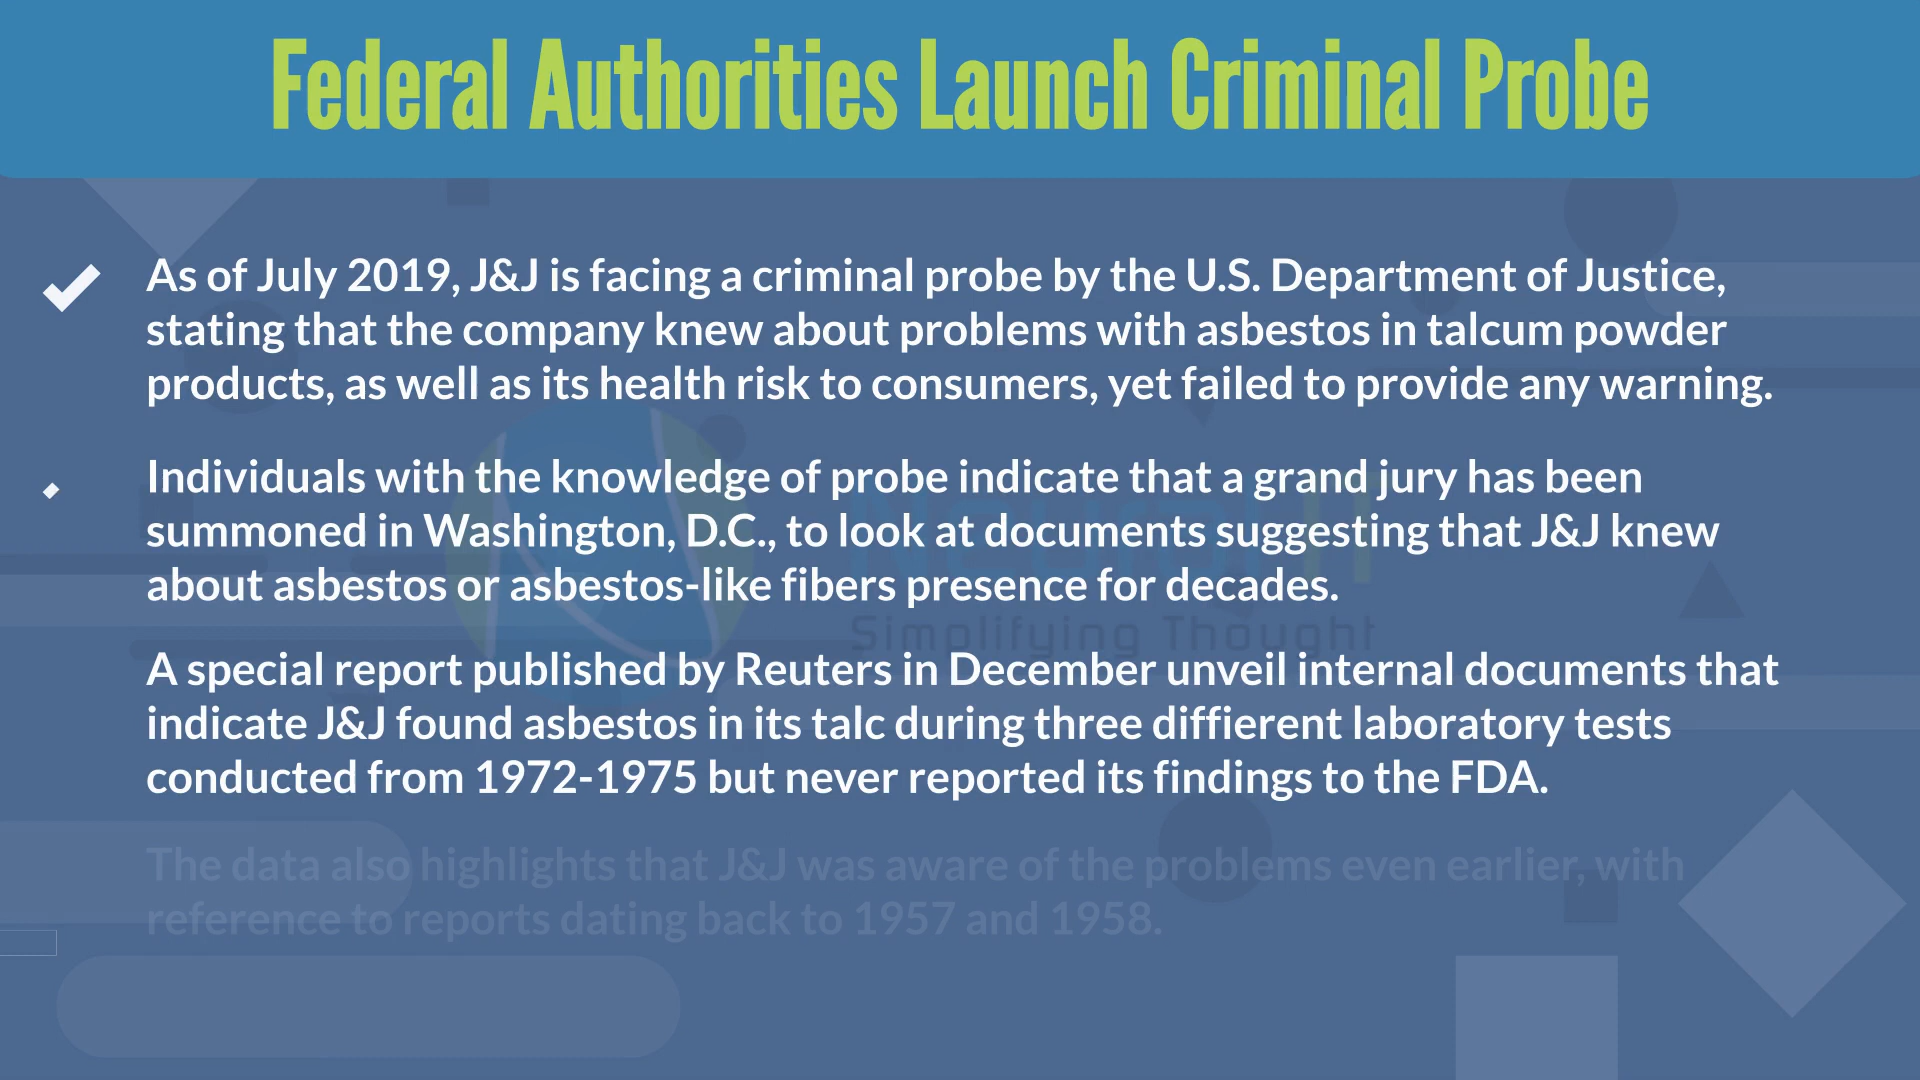 Federal Authorities Launch Criminal Probe
As of July 2019, J&J is facing a criminal probe by the U.S. Department of Justice,
stating that the company knew about problems with asbestos in talcum powder
products, as well as its health risk to consumers, yet failed to provide any warning.
Individuals with the knowledge of probe indicate that a grand jury has been
summoned in Washington, D.C., to look at documents suggesting that J&J knew
about asbestos or asbestos-like fibers presence for decades.
Simplifying Thought
A special report published by Reuters in December unveil internal documents that
indicate J&J found asbestos in its talc during three diffierent laboratory tests
conducted from 1972-1975 but never reported its findings to the FDA.
The data also highlights that J&J was aware of the problems even earlier, with
reference to reports dating back to 1957 and 1958.